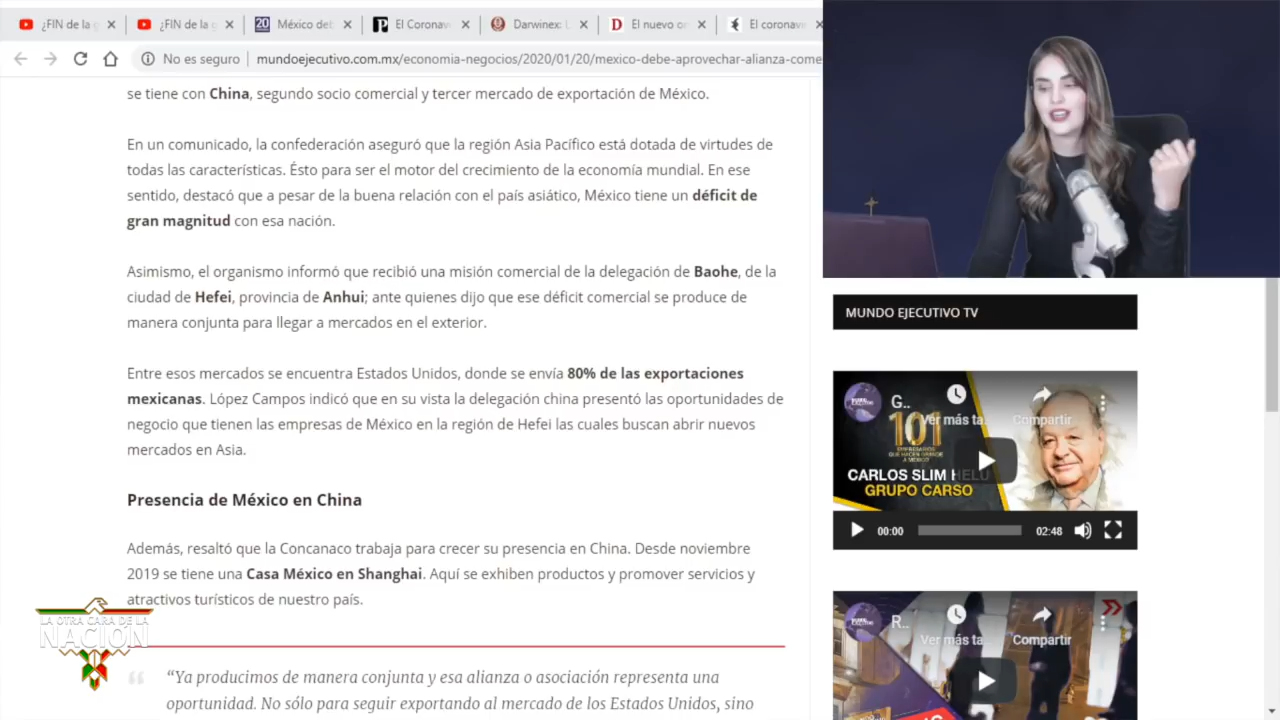 ¿FIN de la g
¿FIN de la g
México deb
El Coronav
Darwinex: L
El nuevo or
El coronave
No es seguro
mundoejecutivo.com.mx/economia-negocios/2020/01/20/mexico-debe-aprovechar-alianza-come
se tiene con China, segundo socio comercial y tercer mercado de exportación de México.
En un comunicado, la confederación aseguró que la región Asia Pacífico está dotada de virtudes de
todas las características. Ésto para ser el motor del crecimiento de la economía mundial. En ese
sentido, destacó que a pesar de la buena relación con el país asiático, México tiene un déficit de
gran magnitud con esa nación.
Asimismo, el organismo informó que recibió una misión comercial de la delegación de Baohe, de la
ciudad de Hefei, provincia de Anhui; ante quienes dijo que ese déficit comercial se produce de
manera conjunta para llegar a mercados en el exterior.
Entre esos mercados se encuentra Estados Unidos, donde se envía 80% de las exportaciones
mexicanas. López Campos indicó que en su vista la delegación china presentó las oportunidades de
negocio que tienen las empresas de México en la región de Hefei las cuales buscan abrir nuevos
mercados en Asia.
Presencia de México en China
Además, resaltó que la Concanaco trabaja para crecer su presencia en China. Desde noviembre
2019 se tiene una Casa México en Shanghai. Aquí se exhiben productos y promover servicios y
atractivos turísticos de nuestro país.
“Ya producimos de manera conjunta y esa alianza o asociación representa una
oportunidad. No sólo para seguir exportando al mercado de los Estados Unidos, sino
LA OTRA CARA DE LA
NACIÓN
MUNDO EJECUTIVO TV
G..
Ver más ta
Compartir
101
EMPRESARIOS
QUE HACEN GRANDE
A MÉXICO
CARLOS SLIM HELÚ
GRUPO CARSO
00:00
02:48
R..
Ver más ta
Compartir